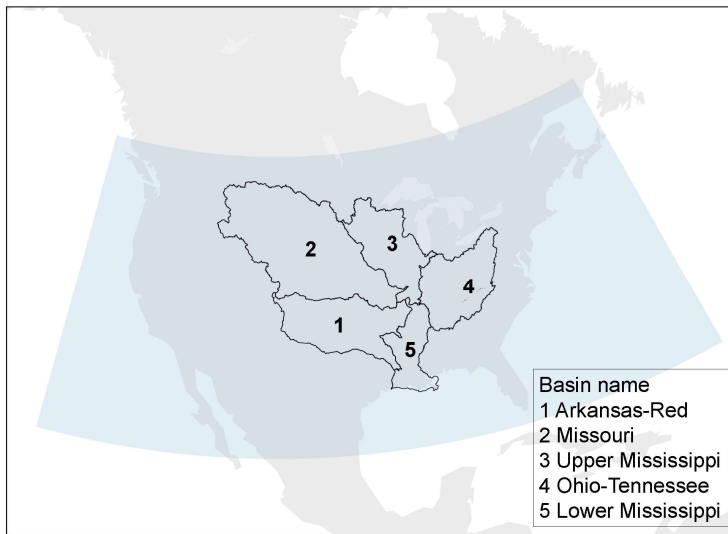 2
3
4
1
5
Basin name
1 Arkansas-Red
2 Missouri
3 Upper Mississippi
4 Ohio-Tennessee
5 Lower Mississippi